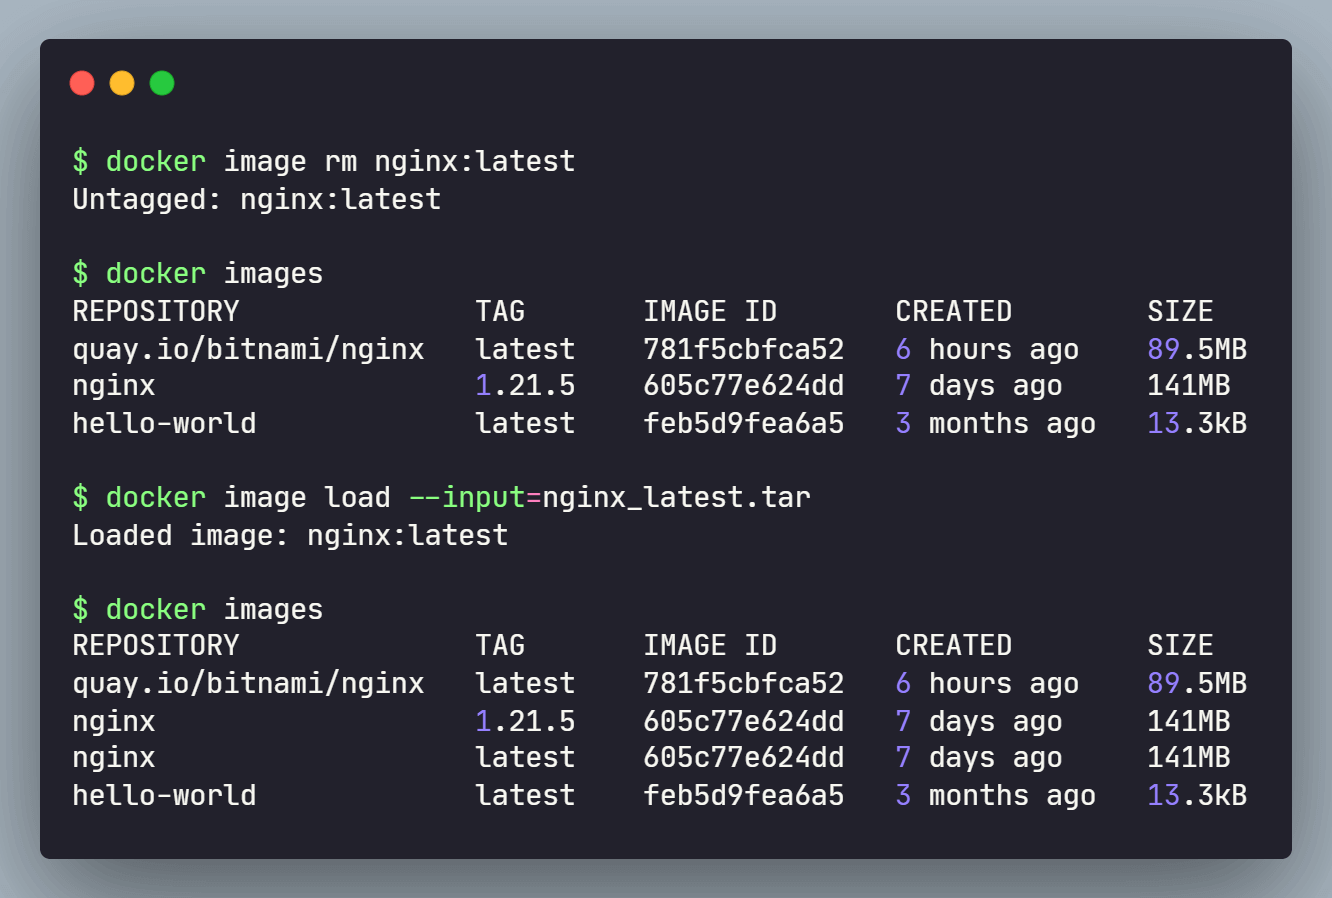 $ docker image rm nginx:latest
Untagged: nginx:latest
$ docker images
REPOSITORY              TAG       IMAGE ID       CREATED        SIZE
quay.io/bitnami/nginx   latest    781f5cbfca52   6 hours ago    89.5MB
nginx                   1.21.5    605c77e624dd   7 days ago     141MB
hello-world             latest    feb5d9fea6a5   3 months ago   13.3kB
$ docker image load --input=nginx_latest.tar
Loaded image: nginx:latest
$ docker images
REPOSITORY              TAG       IMAGE ID       CREATED        SIZE
quay.io/bitnami/nginx   latest    781f5cbfca52   6 hours ago    89.5MB
nginx                   1.21.5    605c77e624dd   7 days ago     141MB
nginx                   latest    605c77e624dd   7 days ago     141MB
hello-world             latest    feb5d9fea6a5   3 months ago   13.3kB